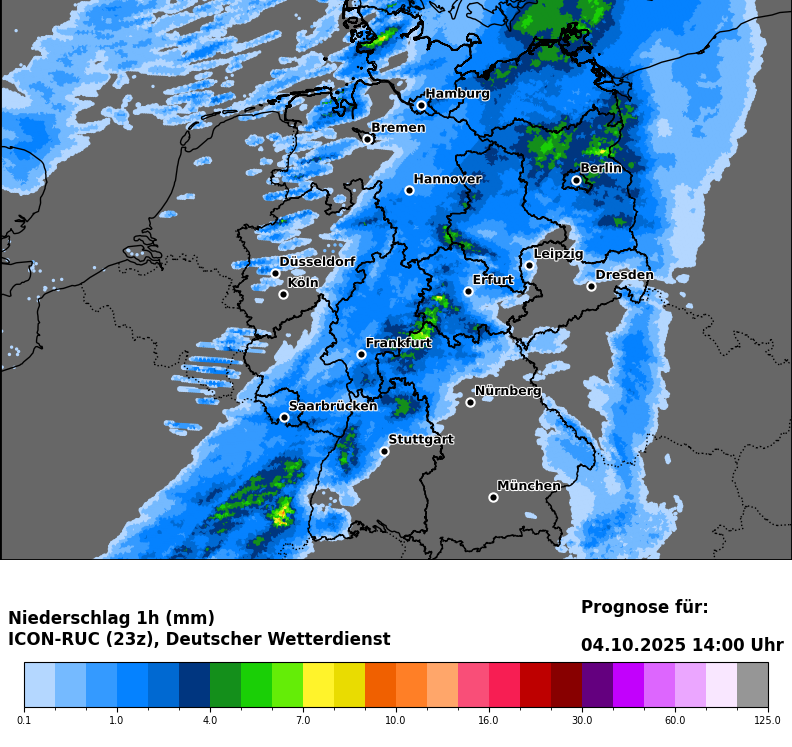 Hamburg
Bremen
Berlin
Hannover
Leipzig
Düsseldorf
Dresden
Erfurt
Köln
Frankfurt
Nürnberg
Saarbrücken
Stuttgart
München
Niederschlag 1h (mm)
ICON-RUC (23z), Deutscher Wetterdienst
Prognose für:
04.10.2025 14:00 Uhr
0.1 1.0 4.0 7.0 10.0 16.0 30.0 60.0 125.0